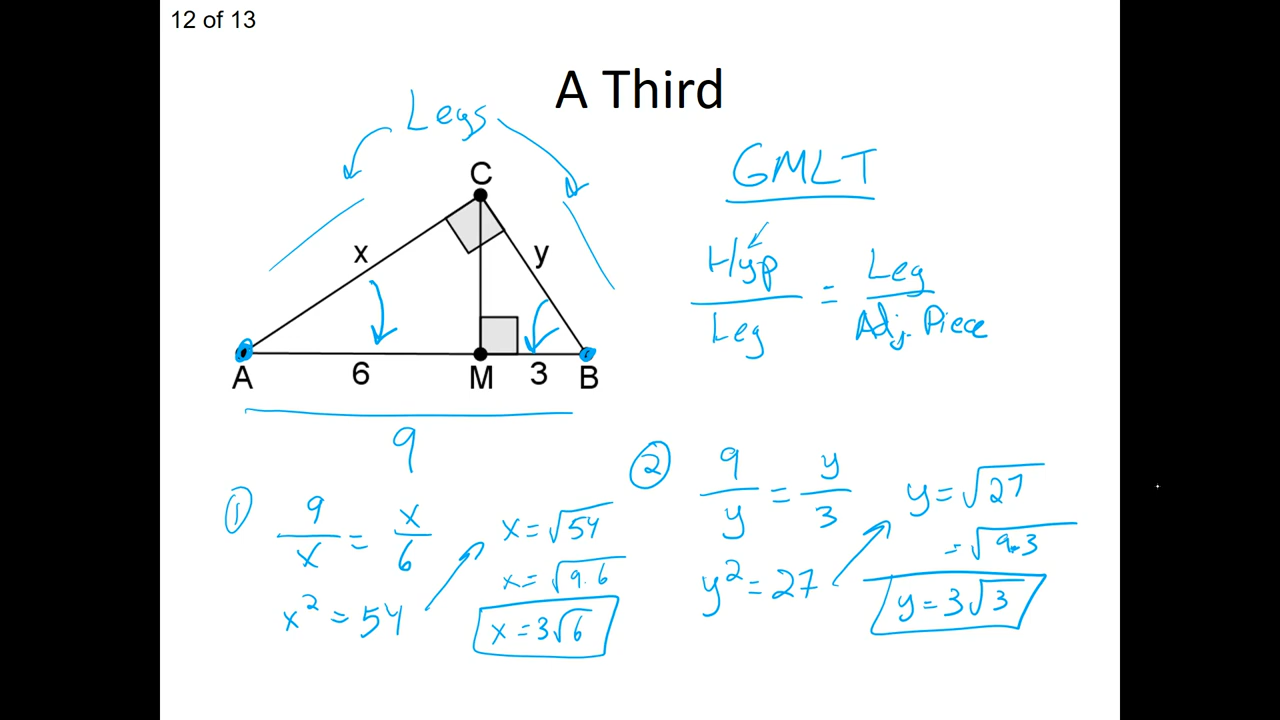 12 of 13
A Third
Legs
C
x
y
A
6
M
3
B
9
GMLT
Hyp / Leg = Leg / Adj. Piece
① 9/x = x/6
x² = 54
x = √54
x = √9·6
x = 3√6
② 9/y = y/3
y² = 27
y = √27
= √9·3
y = 3√3